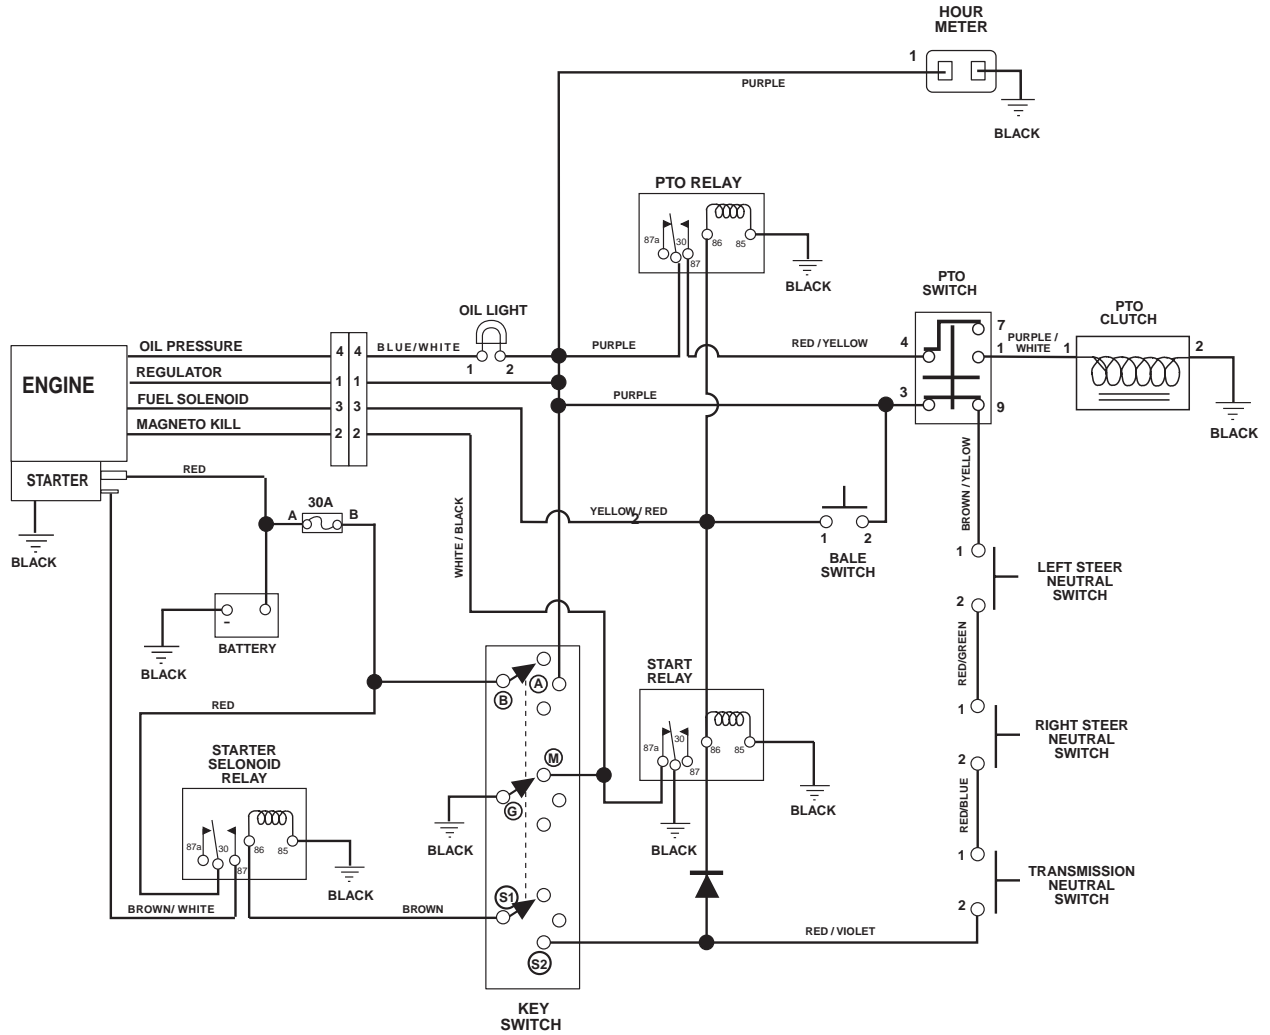 HOUR
METER
1
PURPLE
BLACK
PTO RELAY
87a
30
87
86
85
BLACK
PTO
SWITCH
PTO
CLUTCH
OIL LIGHT
OIL PRESSURE
4
4
BLUE/WHITE
1
2
PURPLE
RED / YELLOW
4
7
1
PURPLE /
WHITE
1
2
ENGINE
REGULATOR
1
1
FUEL SOLENOID
3
3
PURPLE
3
9
BLACK
MAGNETO KILL
2
2
STARTER
RED
30A
A
B
BLACK
WHITE / BLACK
YELLOW / RED
2
1
2
BALE
SWITCH
BROWN / YELLOW
1
LEFT STEER
NEUTRAL
SWITCH
2
-
BATTERY
BLACK
RED/GREEN
START
RELAY
B
A
RED
1
RIGHT STEER
NEUTRAL
SWITCH
2
87a
30
87
86
85
STARTER
SELONOID
RELAY
M
G
BLACK
BLACK
BLACK
RED/BLUE
87a
30
87
86
85
BLACK
1
TRANSMISSION
NEUTRAL
SWITCH
2
BROWN/ WHITE
BROWN
S1
RED / VIOLET
S2
KEY
SWITCH